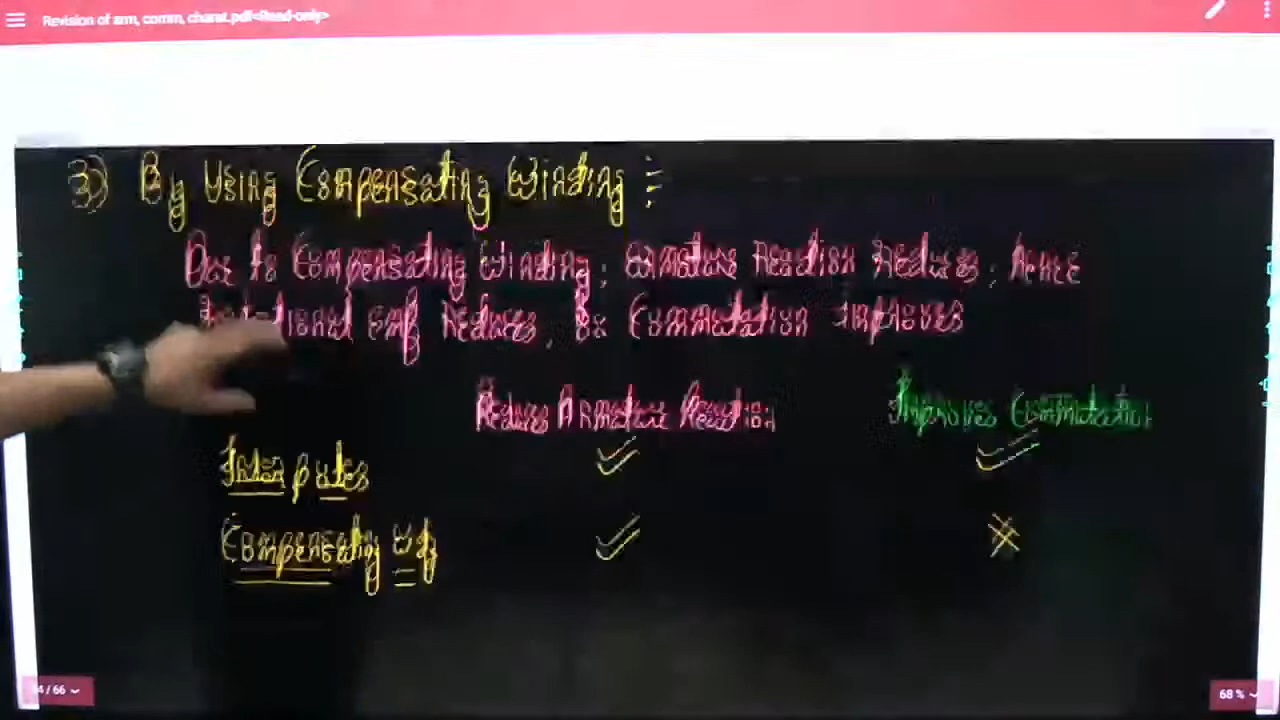 Revision of arm, comm, charat.pdf<Read-only>
3) By Using Compensating Winding :-
Due to Compensating Winding, Armature Reaction Reduces, hence
emf Reduces, So Commutation Improves
Reduces Armature Reaction
Improves Commutation
Inter poles ✓ ✓
Compensating wdg ✓ ×
/ 66
68 %